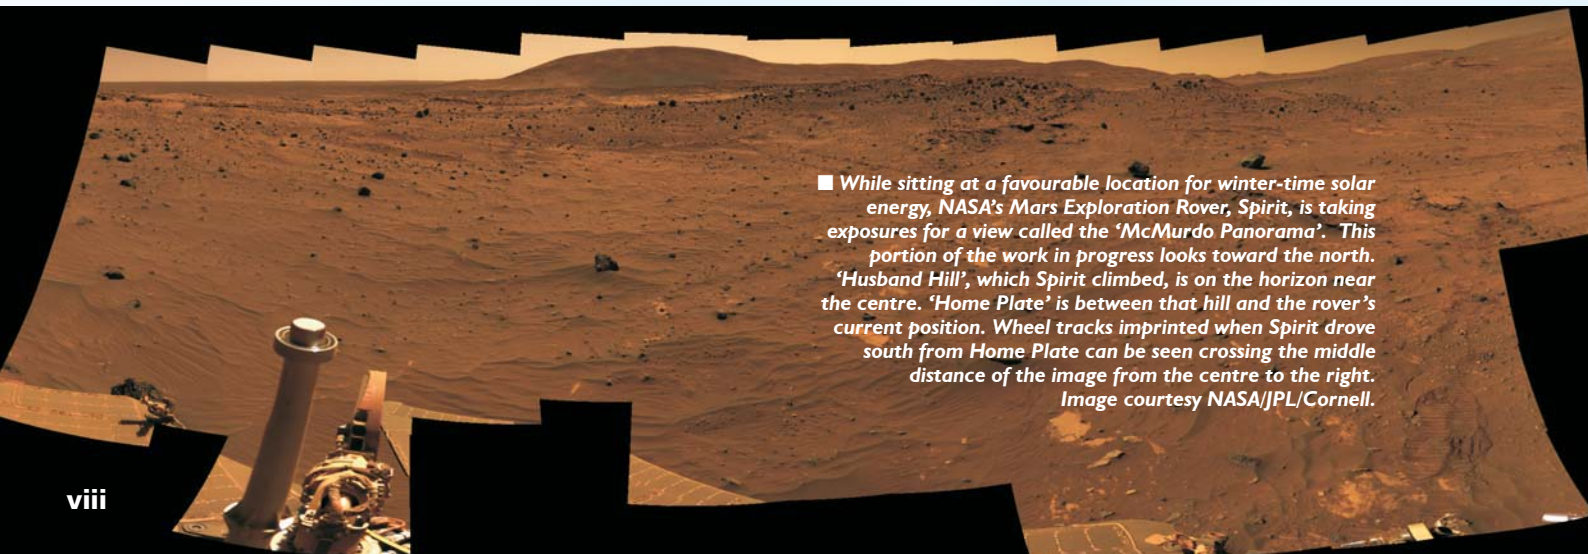 ■ While sitting at a favourable location for winter-time solar
energy, NASA's Mars Exploration Rover, Spirit, is taking
exposures for a view called the ‘McMurdo Panorama’. This
portion of the work in progress looks toward the north.
‘Husband Hill’, which Spirit climbed, is on the horizon near
the centre. ‘Home Plate’ is between that hill and the rover's
current position. Wheel tracks imprinted when Spirit drove
south from Home Plate can be seen crossing the middle
distance of the image from the centre to the right.
Image courtesy NASA/JPL/Cornell.
viii